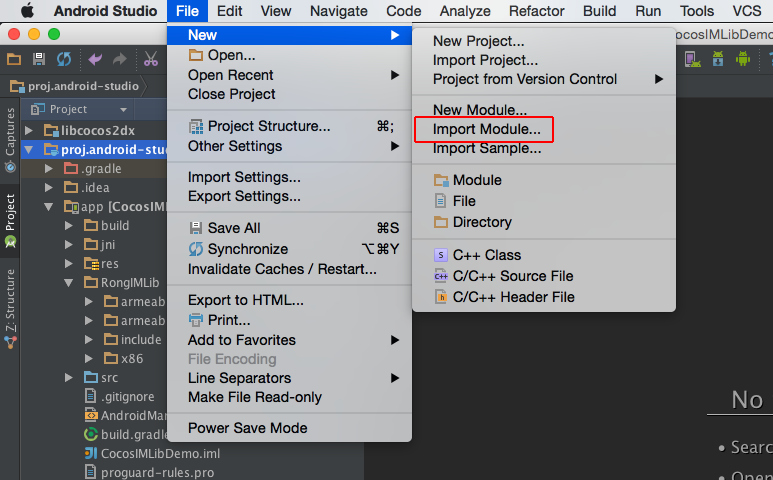 Android Studio File Edit View Navigate Code Analyze Refactor Build Run Tools VCS
CocosIMLibDemo
proj.android-studio
Project
Captures
Project
Z: Structure
libcocos2dx
proj.android-stu
.gradle
.idea
app [CocosIM
build
jni
res
RongIMLib
armeab
armeab
include
x86
src
.gitignore
AndroidMan
build.gradle
CocosIMLibDemo.iml
proguard-rules.pro
New
Open...
Open Recent
Close Project
Project Structure... ⌘;
Other Settings
Import Settings...
Export Settings...
Save All ⌘S
Synchronize ⌥⌘Y
Invalidate Caches / Restart...
Export to HTML...
Print...
Add to Favorites
File Encoding
Line Separators
Make File Read-only
Power Save Mode
New Project...
Import Project...
Project from Version Control
New Module...
Import Module...
Import Sample...
Module
File
Directory
S C++ Class
C++ C/C++ Source File
h C/C++ Header File
No
• Searc
• Open